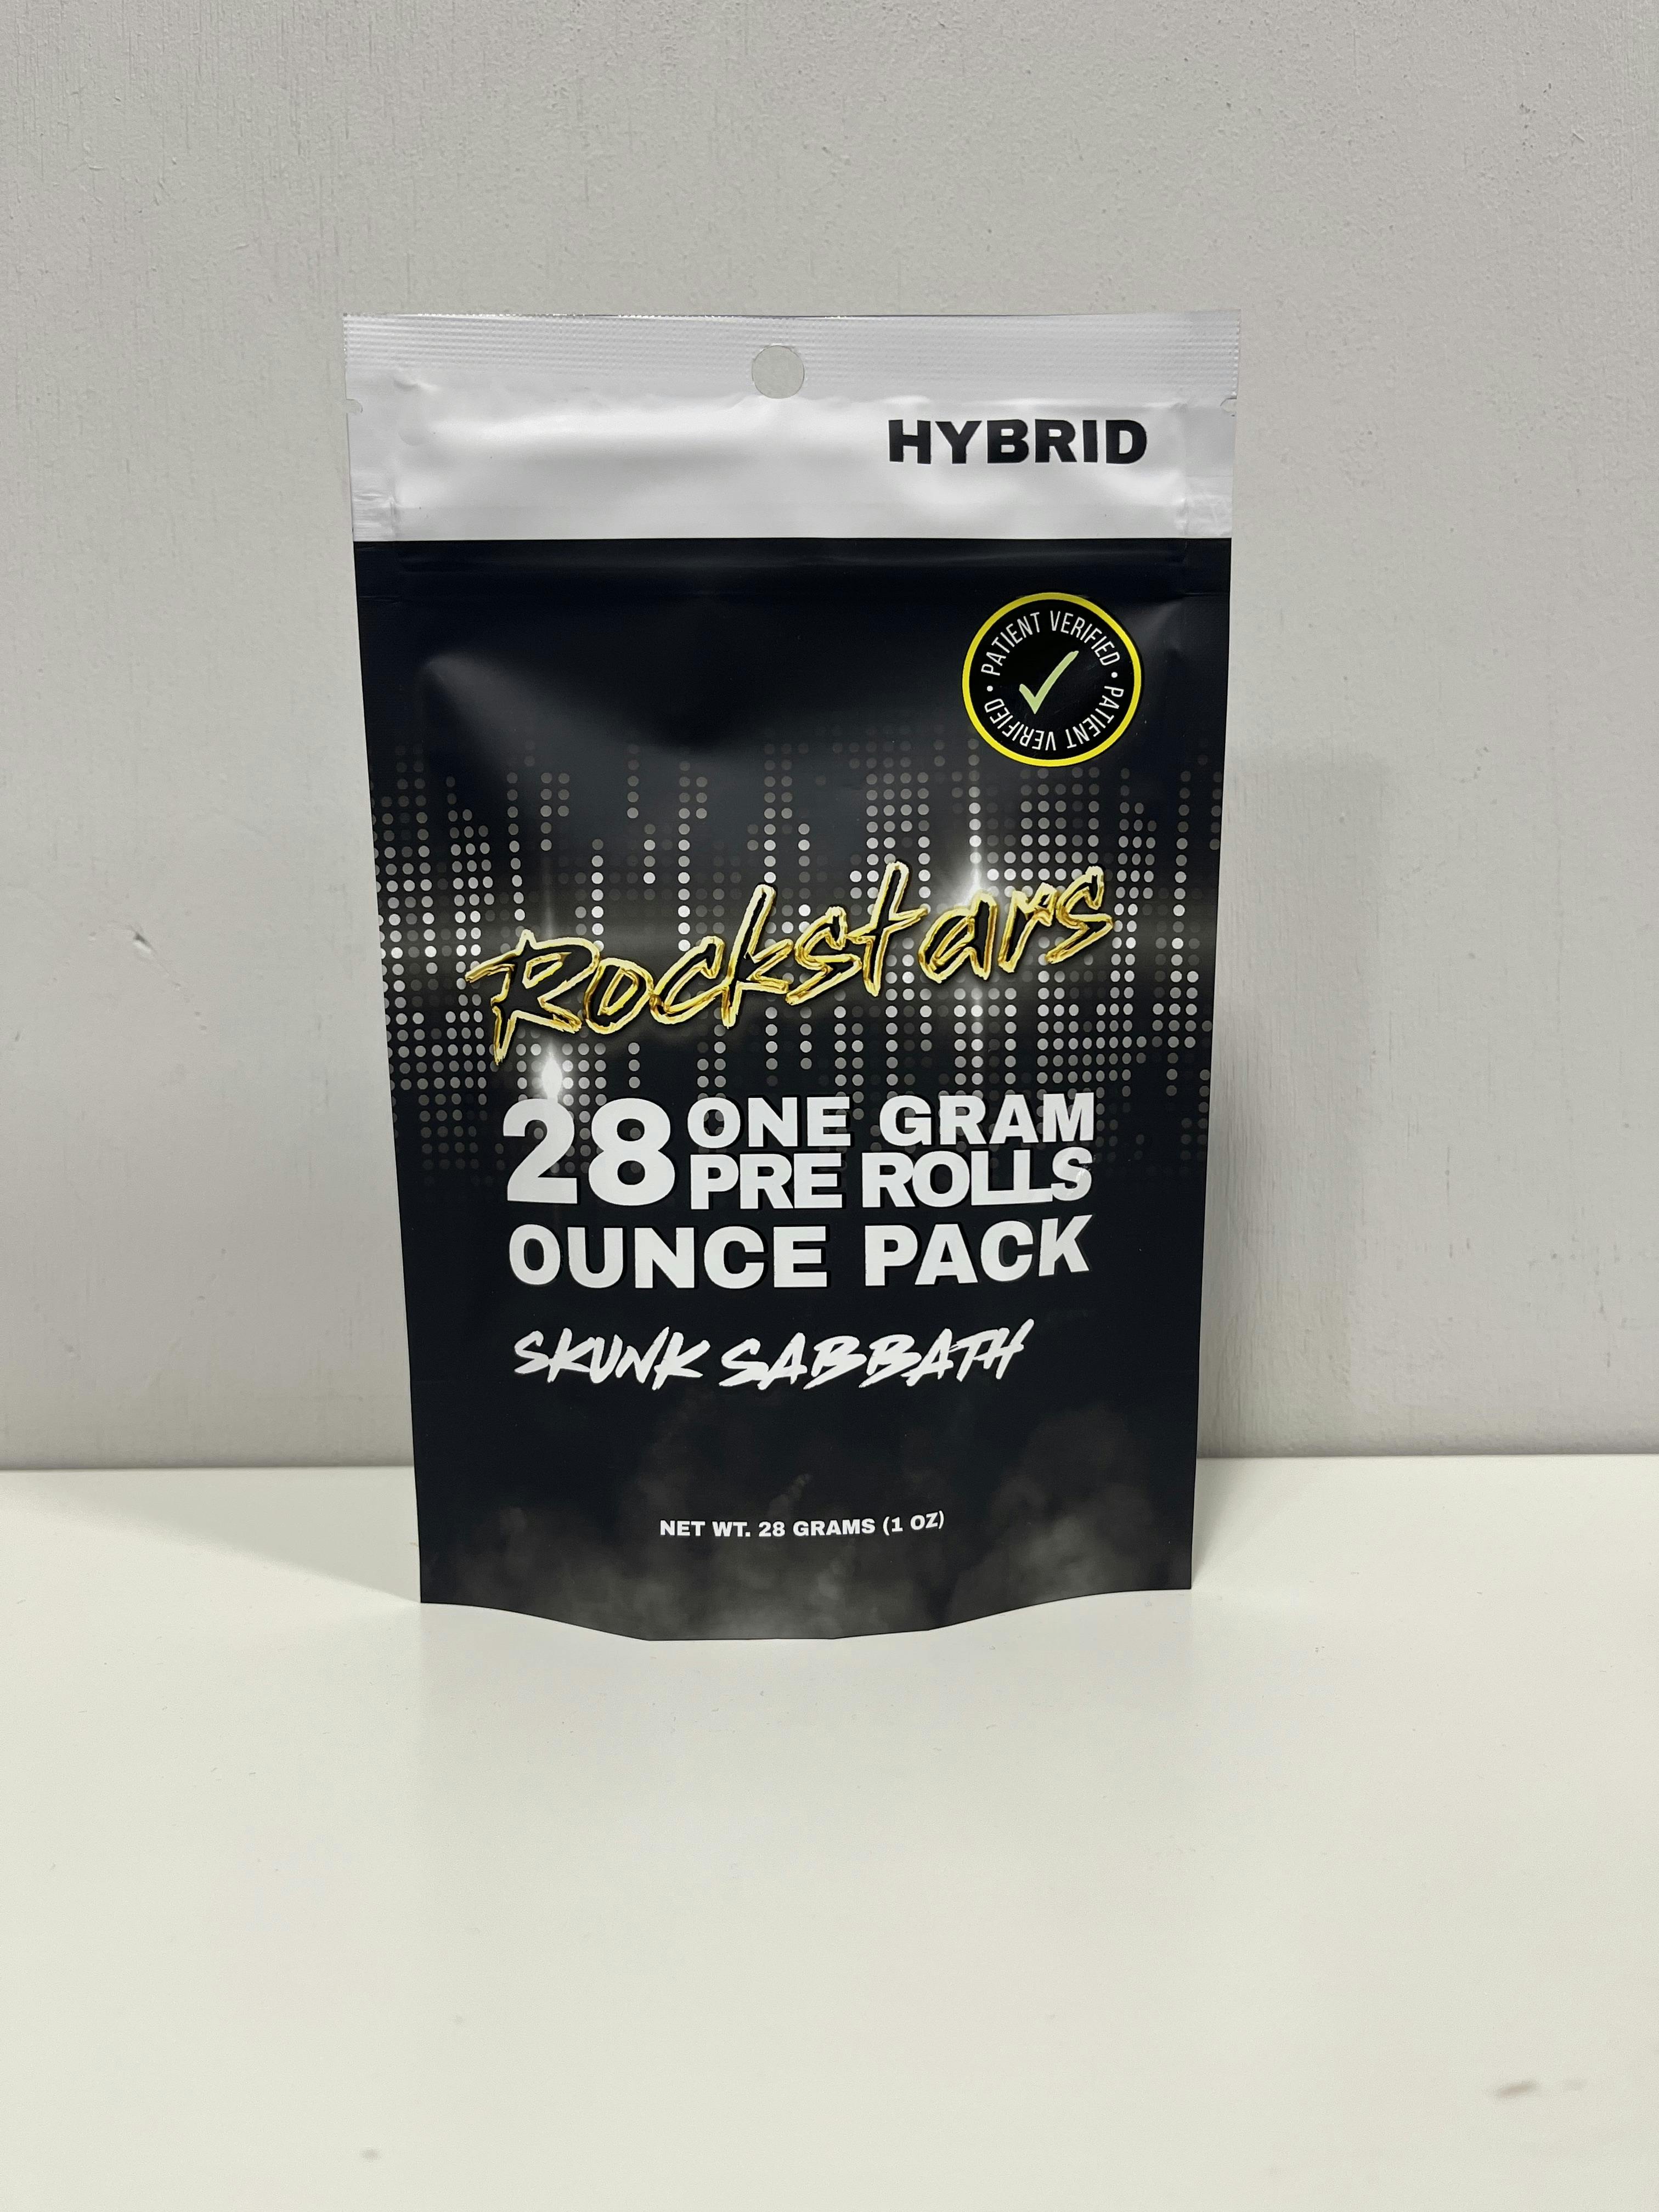 HYBRID
PATIENT VERIFIED • PATIENT VERIFIED •
Rockstars
28 ONE GRAM
PRE ROLLS
OUNCE PACK
SKUNK SABBATH
NET WT. 28 GRAMS (1 OZ)